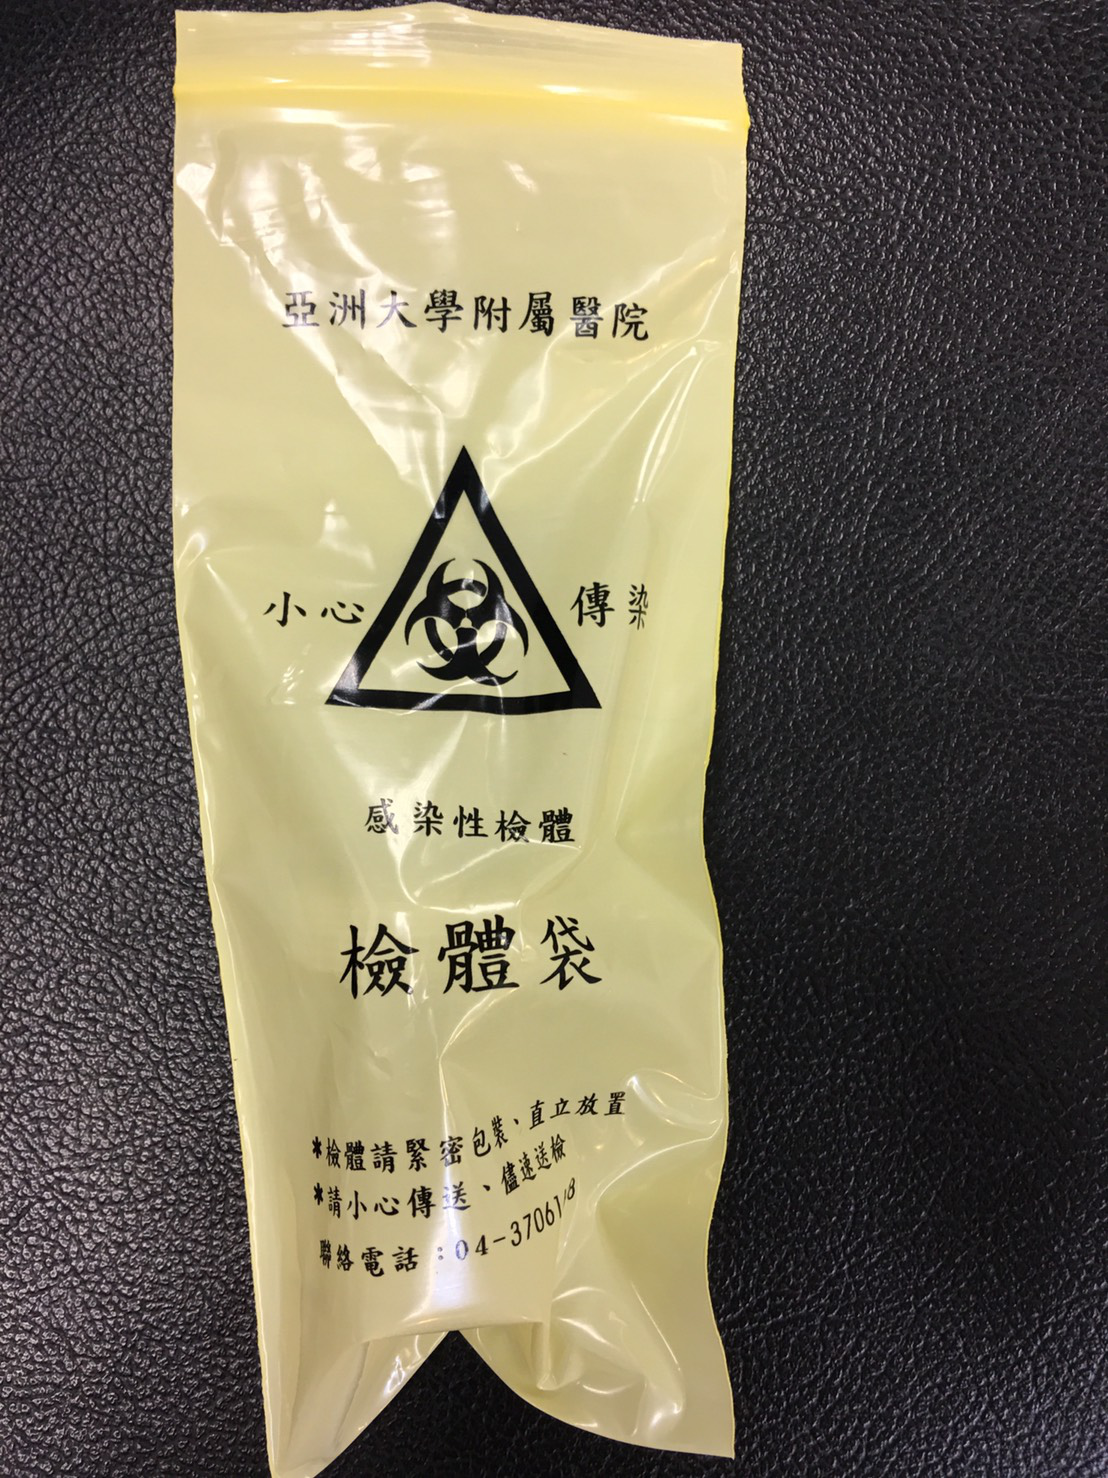 亞洲大學附屬醫院
小心 傳染
感染性檢體
檢體袋
*檢體請緊密包裝、直立放置
*請小心傳送、儘速送檢
聯絡電話:04-37061